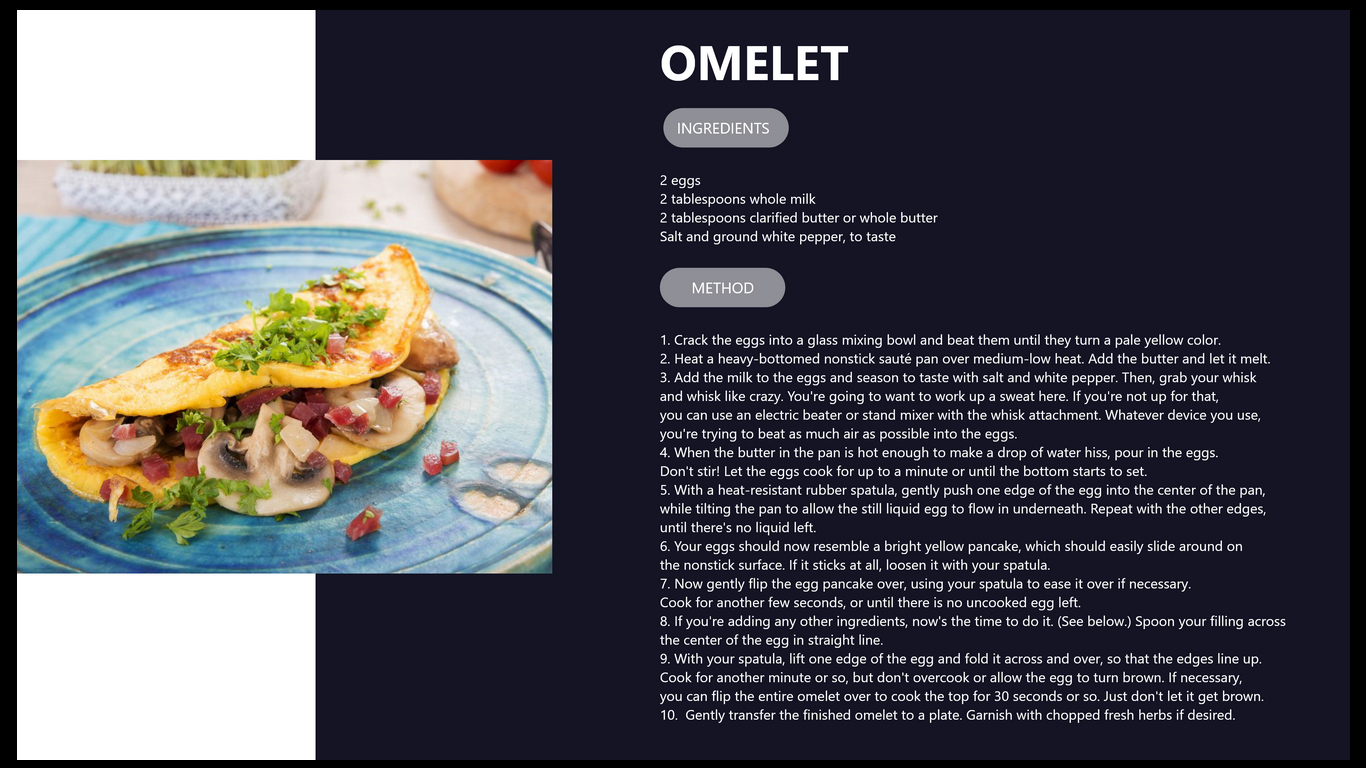 OMELET
INGREDIENTS
2 eggs
2 tablespoons whole milk
2 tablespoons clarified butter or whole butter
Salt and ground white pepper, to taste
METHOD
1. Crack the eggs into a glass mixing bowl and beat them until they turn a pale yellow color.
2. Heat a heavy-bottomed nonstick sauté pan over medium-low heat. Add the butter and let it melt.
3. Add the milk to the eggs and season to taste with salt and white pepper. Then, grab your whisk
and whisk like crazy. You're going to want to work up a sweat here. If you're not up for that,
you can use an electric beater or stand mixer with the whisk attachment. Whatever device you use,
you're trying to beat as much air as possible into the eggs.
4. When the butter in the pan is hot enough to make a drop of water hiss, pour in the eggs.
Don't stir! Let the eggs cook for up to a minute or until the bottom starts to set.
5. With a heat-resistant rubber spatula, gently push one edge of the egg into the center of the pan,
while tilting the pan to allow the still liquid egg to flow in underneath. Repeat with the other edges,
until there's no liquid left.
6. Your eggs should now resemble a bright yellow pancake, which should easily slide around on
the nonstick surface. If it sticks at all, loosen it with your spatula.
7. Now gently flip the egg pancake over, using your spatula to ease it over if necessary.
Cook for another few seconds, or until there is no uncooked egg left.
8. If you're adding any other ingredients, now's the time to do it. (See below.) Spoon your filling across
the center of the egg in straight line.
9. With your spatula, lift one edge of the egg and fold it across and over, so that the edges line up.
Cook for another minute or so, but don't overcook or allow the egg to turn brown. If necessary,
you can flip the entire omelet over to cook the top for 30 seconds or so. Just don't let it get brown.
10.  Gently transfer the finished omelet to a plate. Garnish with chopped fresh herbs if desired.